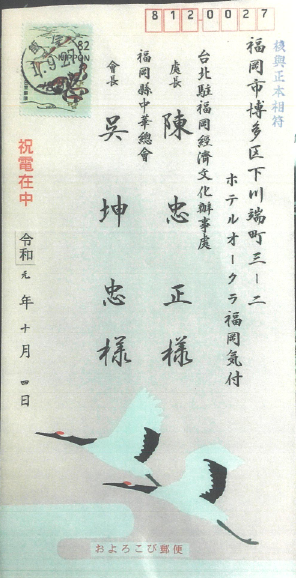 8120027
機與正本相符
福岡市博多区下川端町三ー二
ホテルオークラ福岡気付
台北駐福岡經濟文化辦事處
處長 陳忠正様
福岡縣中華總會
會長 吳坤忠様
82
NIPPON
祝電在中
令和元年十月四日
およろこび郵便